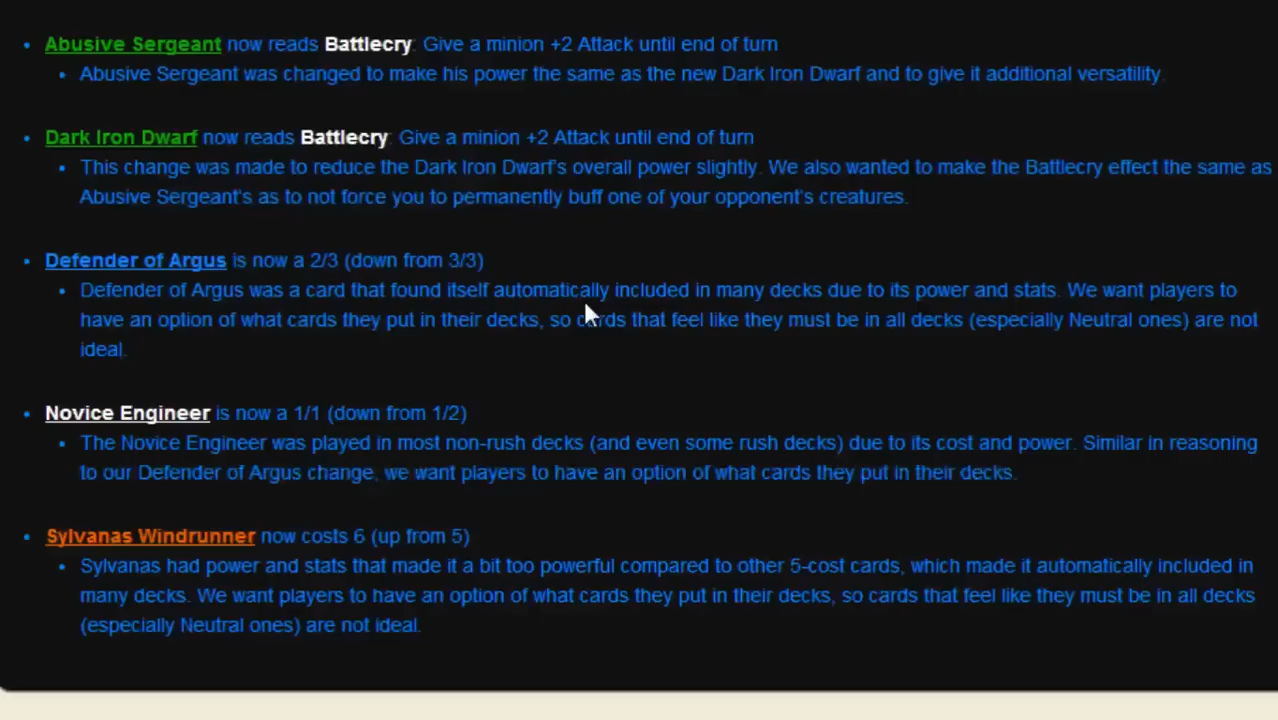 • Abusive Sergeant now reads Battlecry: Give a minion +2 Attack until end of turn
• Abusive Sergeant was changed to make his power the same as the new Dark Iron Dwarf and to give it additional versatility.
• Dark Iron Dwarf now reads Battlecry: Give a minion +2 Attack until end of turn
• This change was made to reduce the Dark Iron Dwarf's overall power slightly. We also wanted to make the Battlecry effect the same as
Abusive Sergeant's as to not force you to permanently buff one of your opponent's creatures.
• Defender of Argus is now a 2/3 (down from 3/3)
• Defender of Argus was a card that found itself automatically included in many decks due to its power and stats. We want players to
have an option of what cards they put in their decks, so cards that feel like they must be in all decks (especially Neutral ones) are not
ideal.
• Novice Engineer is now a 1/1 (down from 1/2)
• The Novice Engineer was played in most non-rush decks (and even some rush decks) due to its cost and power. Similar in reasoning
to our Defender of Argus change, we want players to have an option of what cards they put in their decks.
• Sylvanas Windrunner now costs 6 (up from 5)
• Sylvanas had power and stats that made it a bit too powerful compared to other 5-cost cards, which made it automatically included in
many decks. We want players to have an option of what cards they put in their decks, so cards that feel like they must be in all decks
(especially Neutral ones) are not ideal.